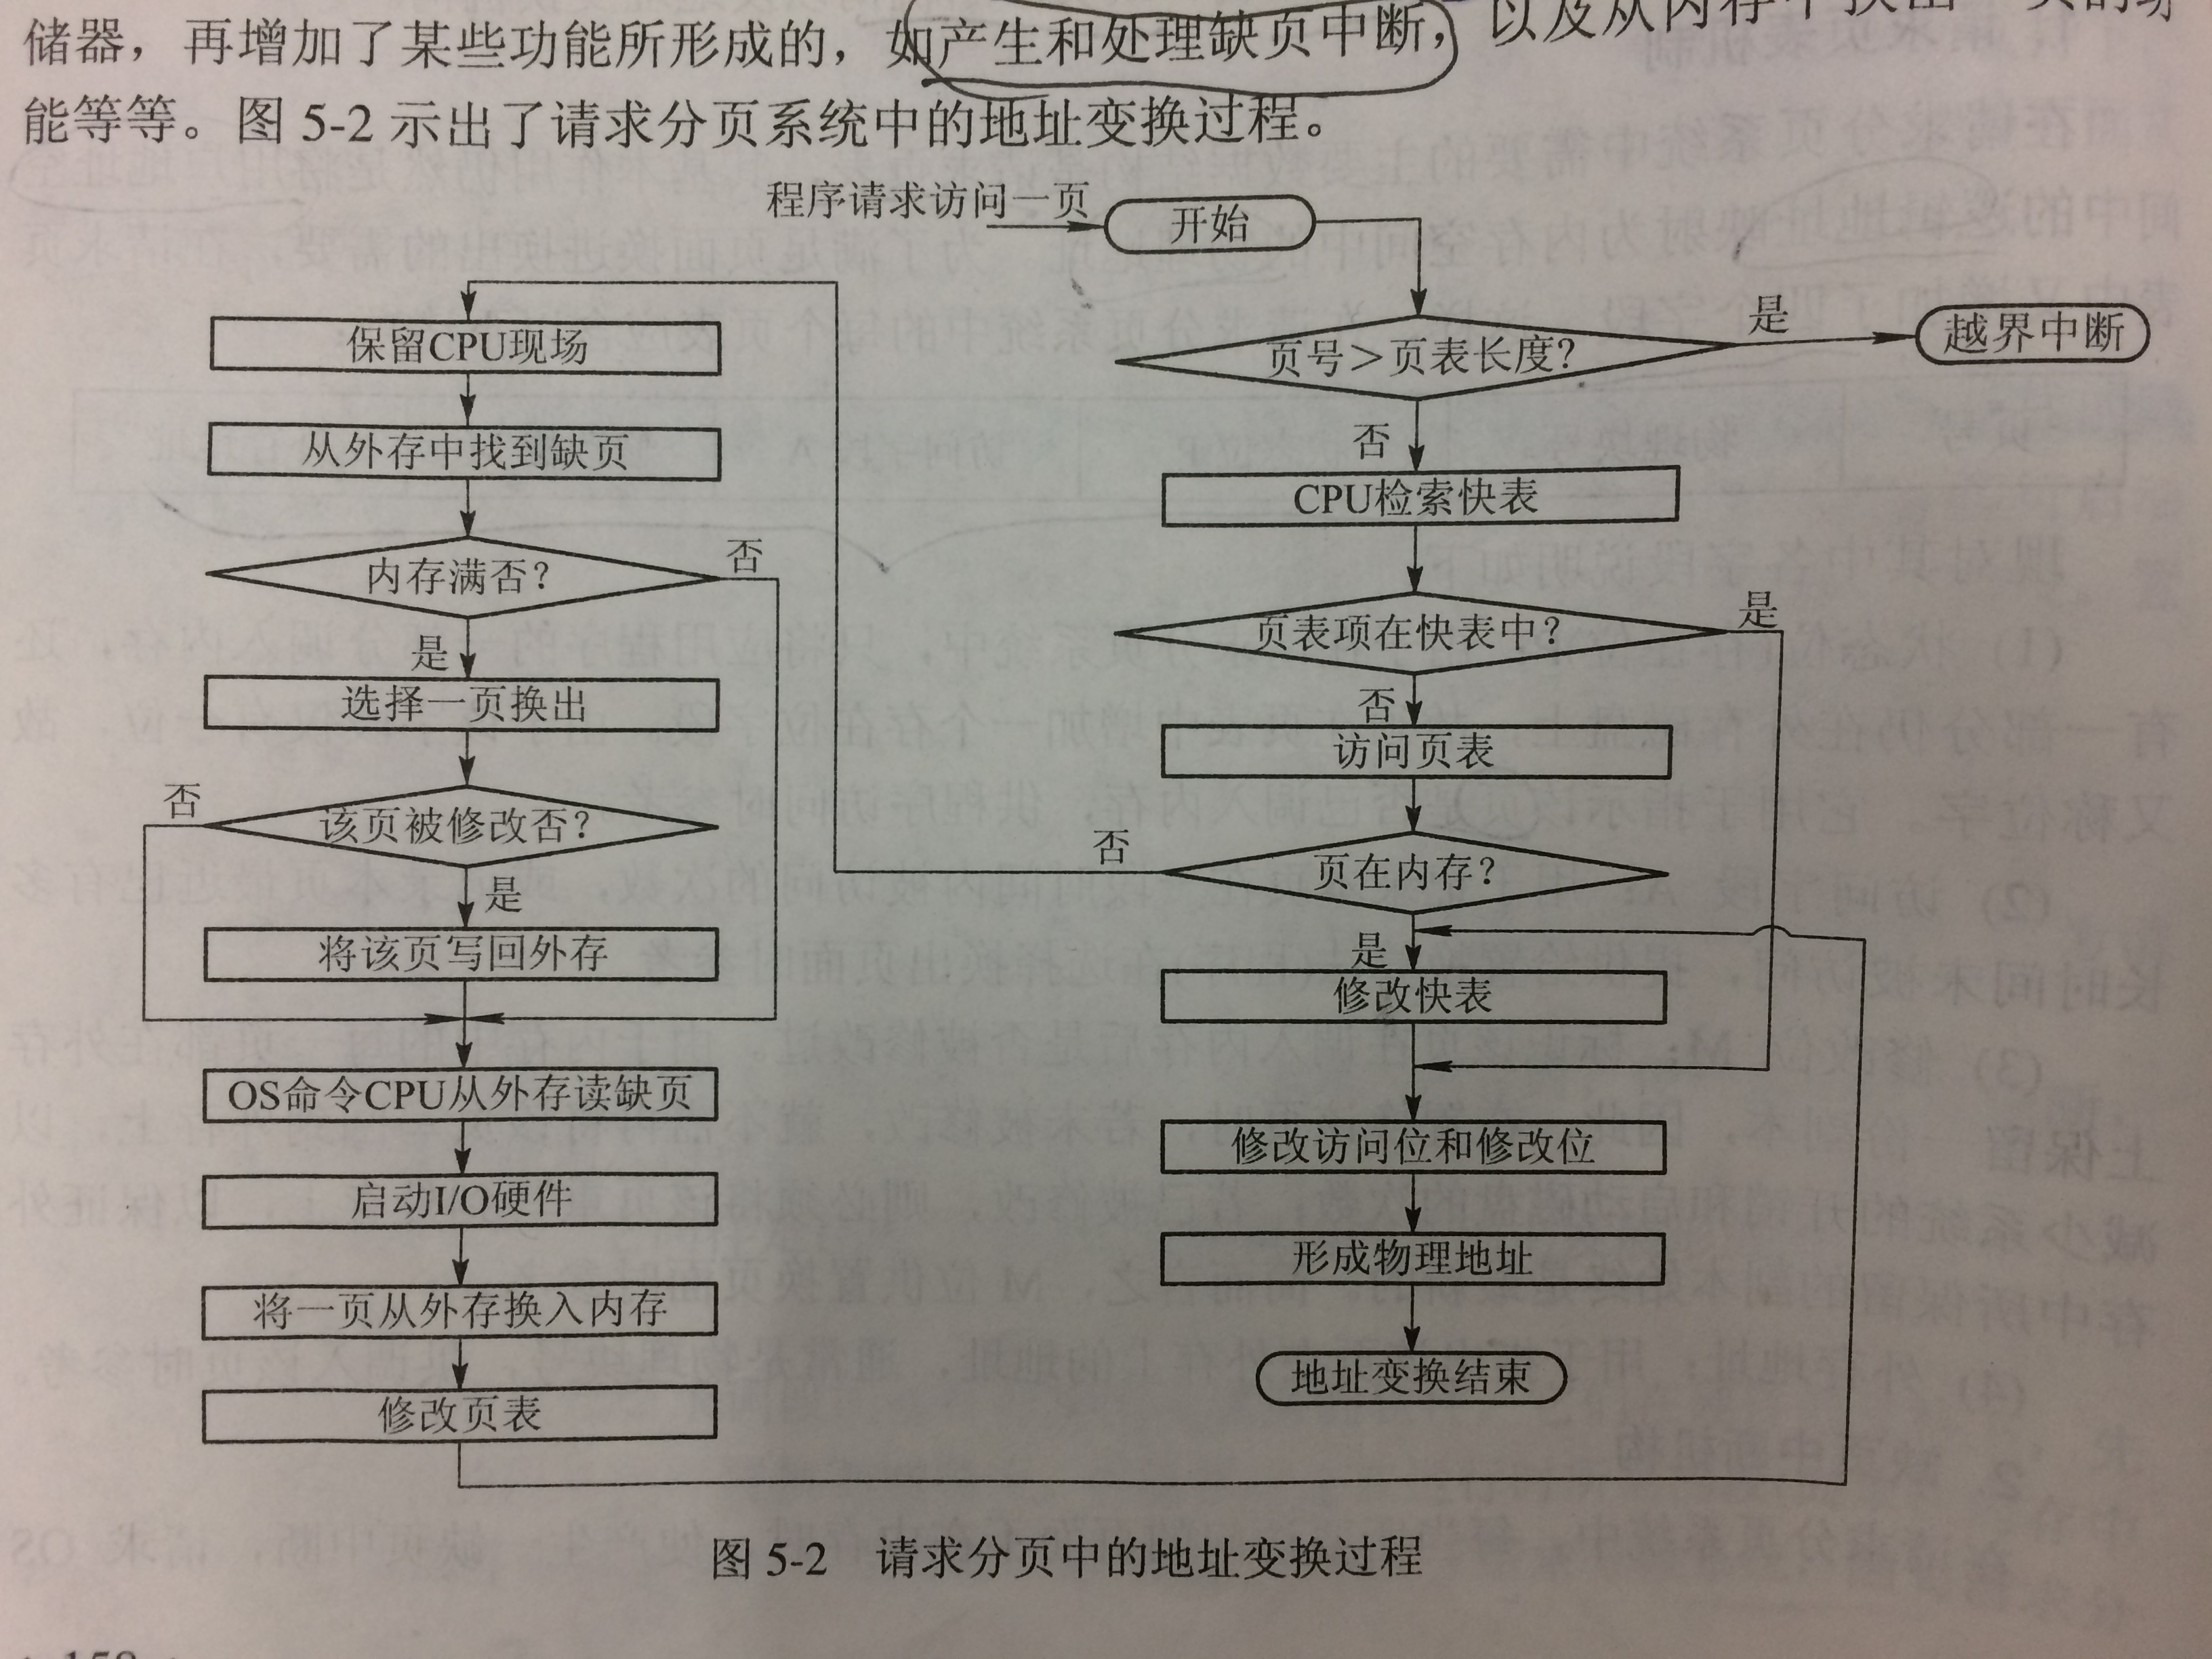 储器，再增加了某些功能所形成的，如产生和处理缺页中断，以及从内存中换出一页的
能等等。图 5-2 示出了请求分页系统中的地址变换过程。
程序请求访问一页
开始
页号＞页表长度？
是
越界中断
否
CPU检索快表
页表项在快表中？
是
否
访问页表
页在内存？
否
是
修改快表
修改访问位和修改位
形成物理地址
地址变换结束
保留CPU现场
从外存中找到缺页
内存满否？
否
是
选择一页换出
该页被修改否？
否
是
将该页写回外存
OS命令CPU从外存读缺页
启动I/O硬件
将一页从外存换入内存
修改页表
图 5-2　请求分页中的地址变换过程